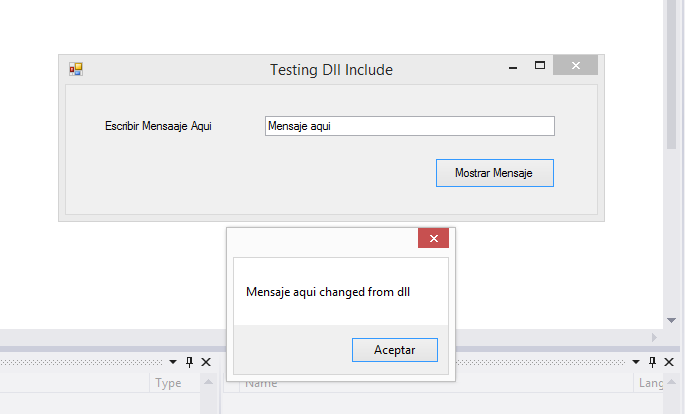 Testing Dll Include
Escribir Mensaaje Aqui
Mensaje aqui
Mostrar Mensaje
Mensaje aqui changed from dll
Aceptar
Type
Name
Lang